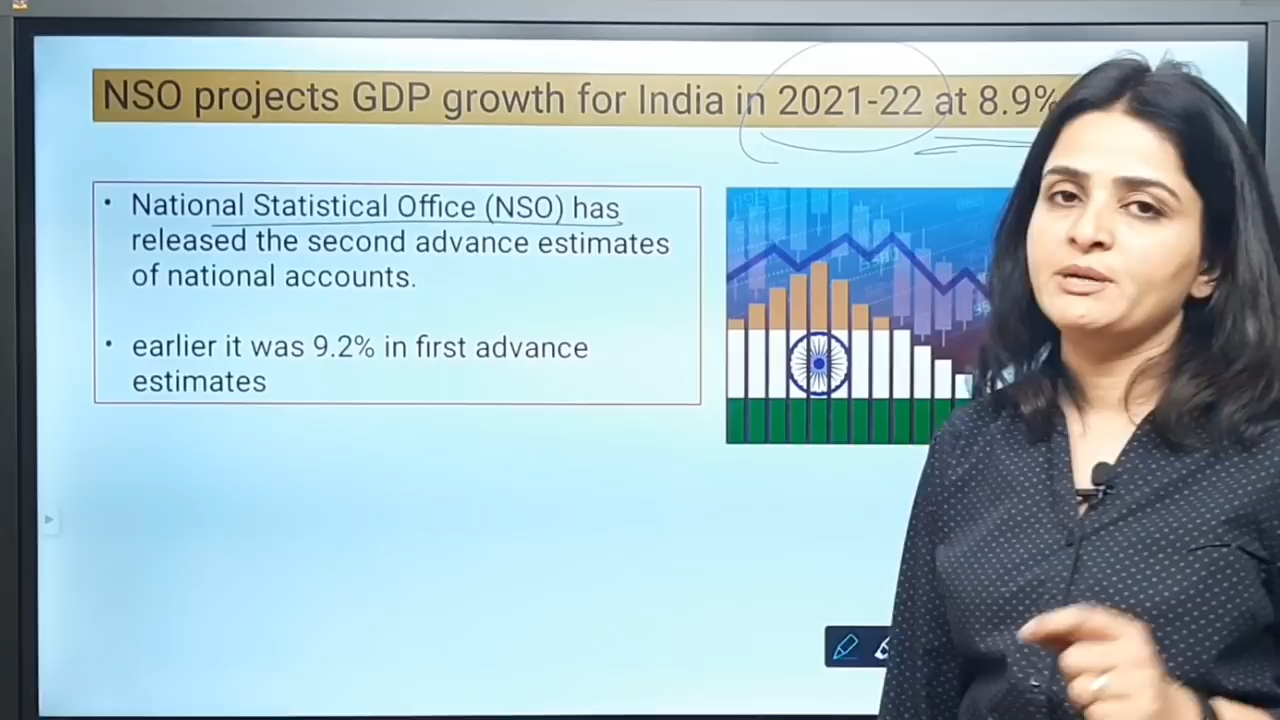 NSO projects GDP growth for India in 2021-22 at 8.9%
• National Statistical Office (NSO) has
released the second advance estimates
of national accounts.
• earlier it was 9.2% in first advance
estimates